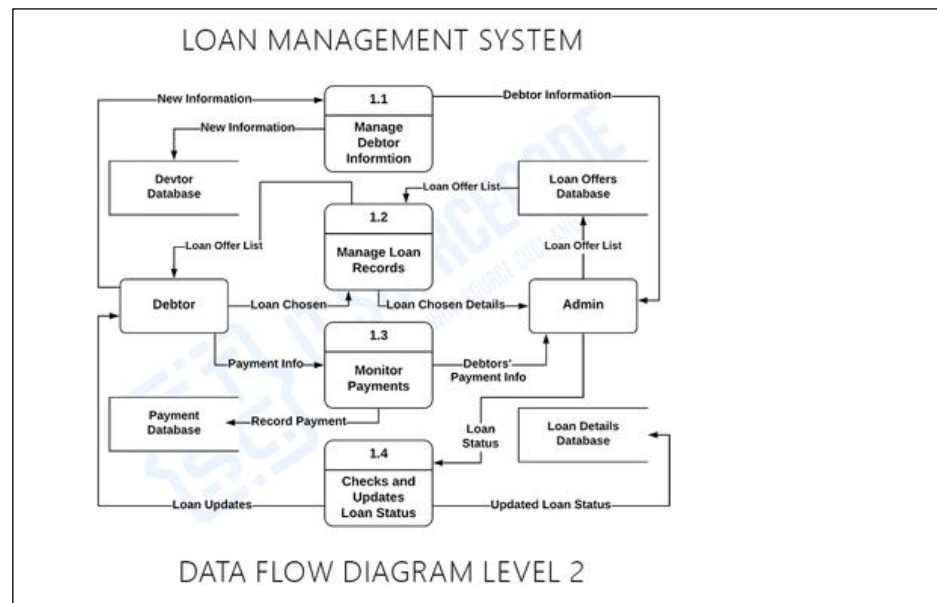 LOAN MANAGEMENT SYSTEM
New Information
1.1
Debtor Information
New Information
Manage
Debtor
Informtion
Devtor
Database
Loan Offer List
Loan Offers
Database
1.2
Loan Offer List
Manage Loan
Records
Loan Offer List
Debtor
Loan Chosen
Loan Chosen Details
Admin
1.3
Payment Info
Monitor
Payments
Debtors'
Payment Info
Payment
Database
Record Payment
Loan
Status
Loan Details
Database
1.4
Checks and
Updates
Loan Status
Loan Updates
Updated Loan Status
DATA FLOW DIAGRAM LEVEL 2